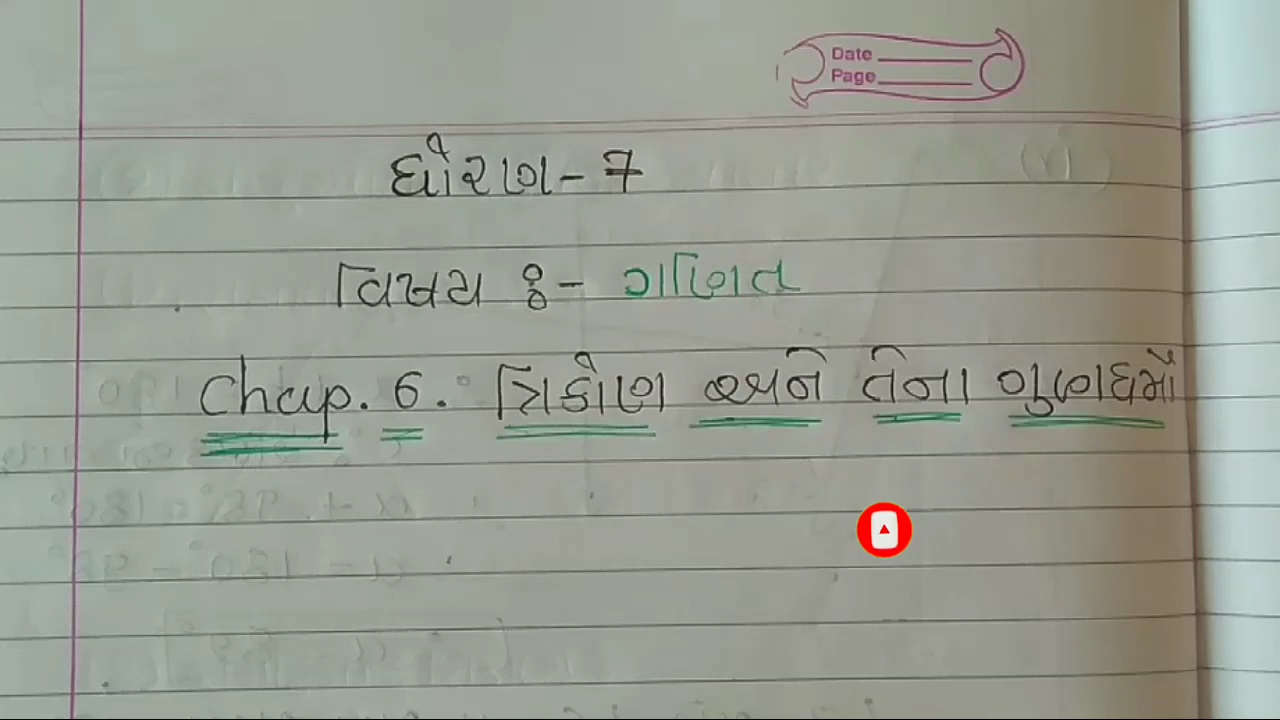 Date
Page
ધોરણ - 7
વિષય :- ગણિત
Chap. 6. ત્રિકોણ અને તેના ગુણધર્મો